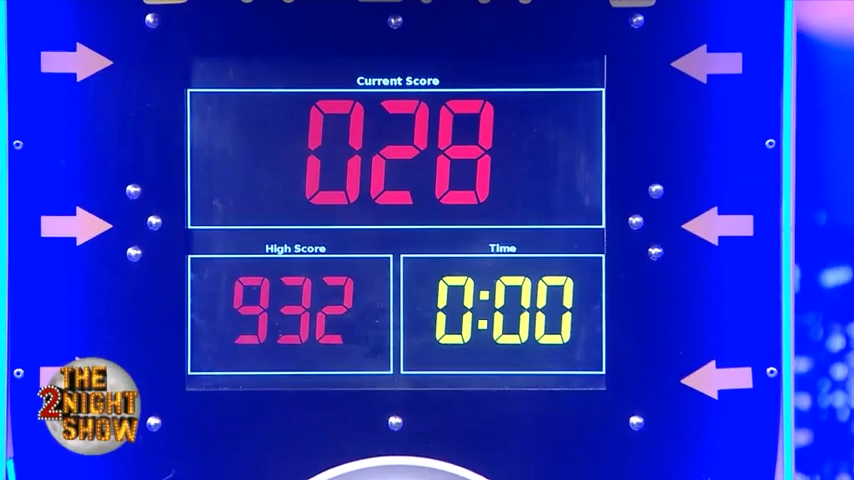 Current Score
028
High Score
932
Time
0:00
THE
2NIGHT
SHOW